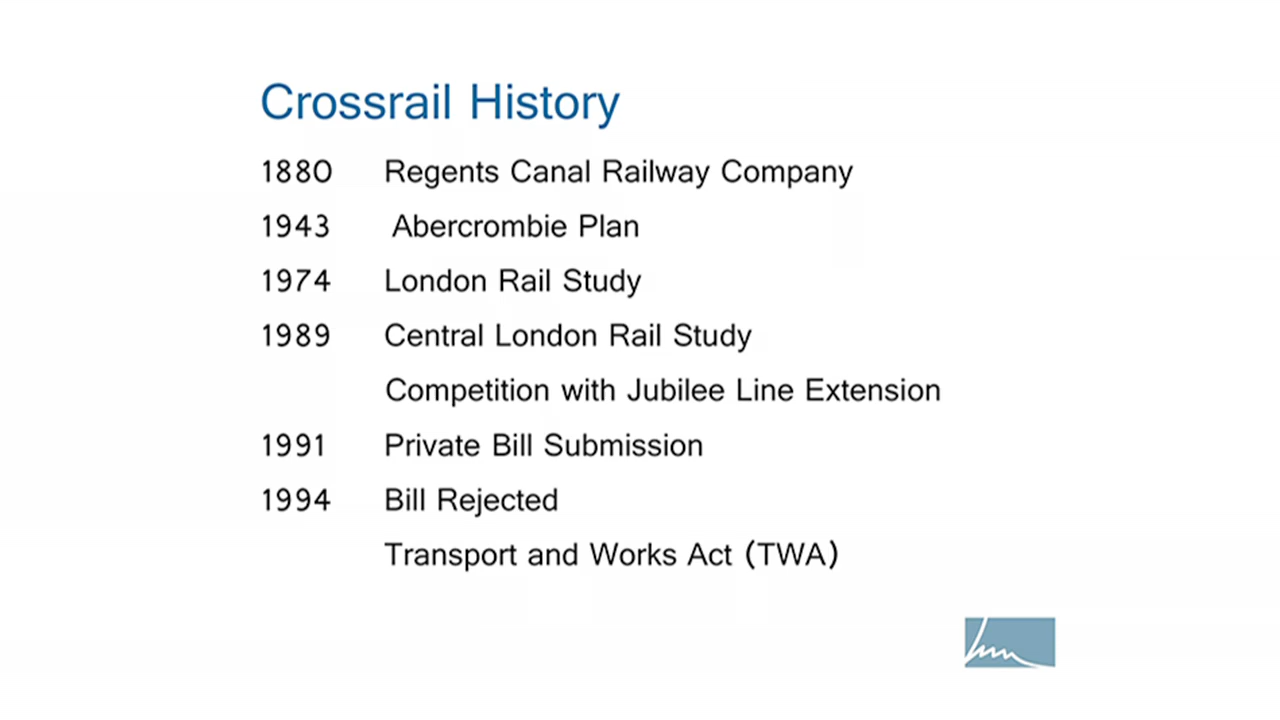 Crossrail History
1880 Regents Canal Railway Company
1943 Abercrombie Plan
1974 London Rail Study
1989 Central London Rail Study
Competition with Jubilee Line Extension
1991 Private Bill Submission
1994 Bill Rejected
Transport and Works Act (TWA)